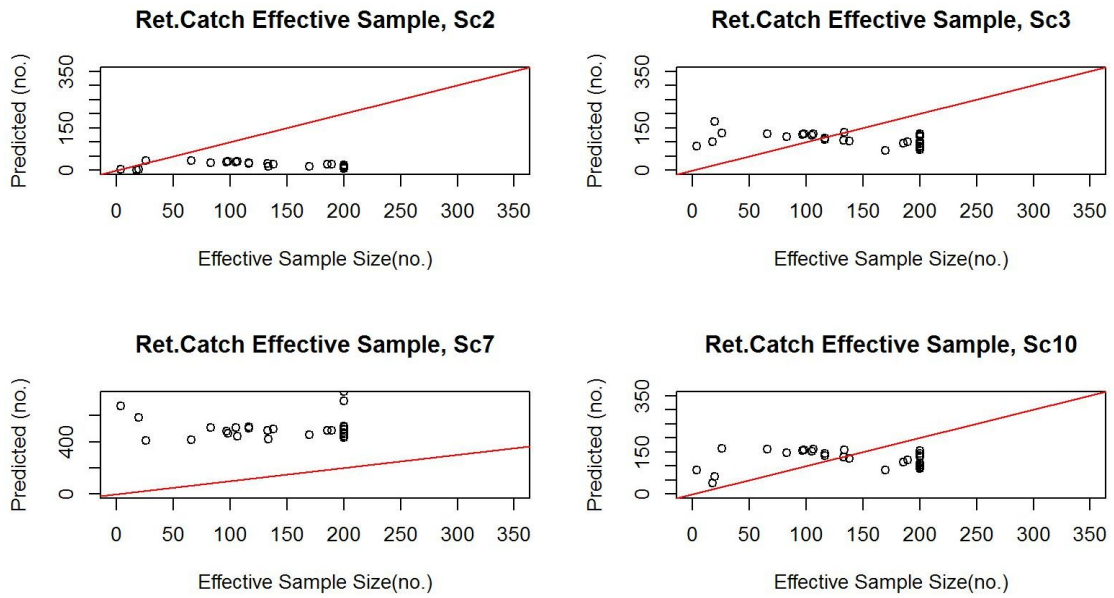 Ret.Catch Effective Sample, Sc2
Predicted (no.)
0 150 350
0 50 100 150 200 250 300 350
Effective Sample Size(no.)
Ret.Catch Effective Sample, Sc3
Predicted (no.)
0 150 350
0 50 100 150 200 250 300 350
Effective Sample Size(no.)
Ret.Catch Effective Sample, Sc7
Predicted (no.)
0 400
0 50 100 150 200 250 300 350
Effective Sample Size(no.)
Ret.Catch Effective Sample, Sc10
Predicted (no.)
0 150 350
0 50 100 150 200 250 300 350
Effective Sample Size(no.)